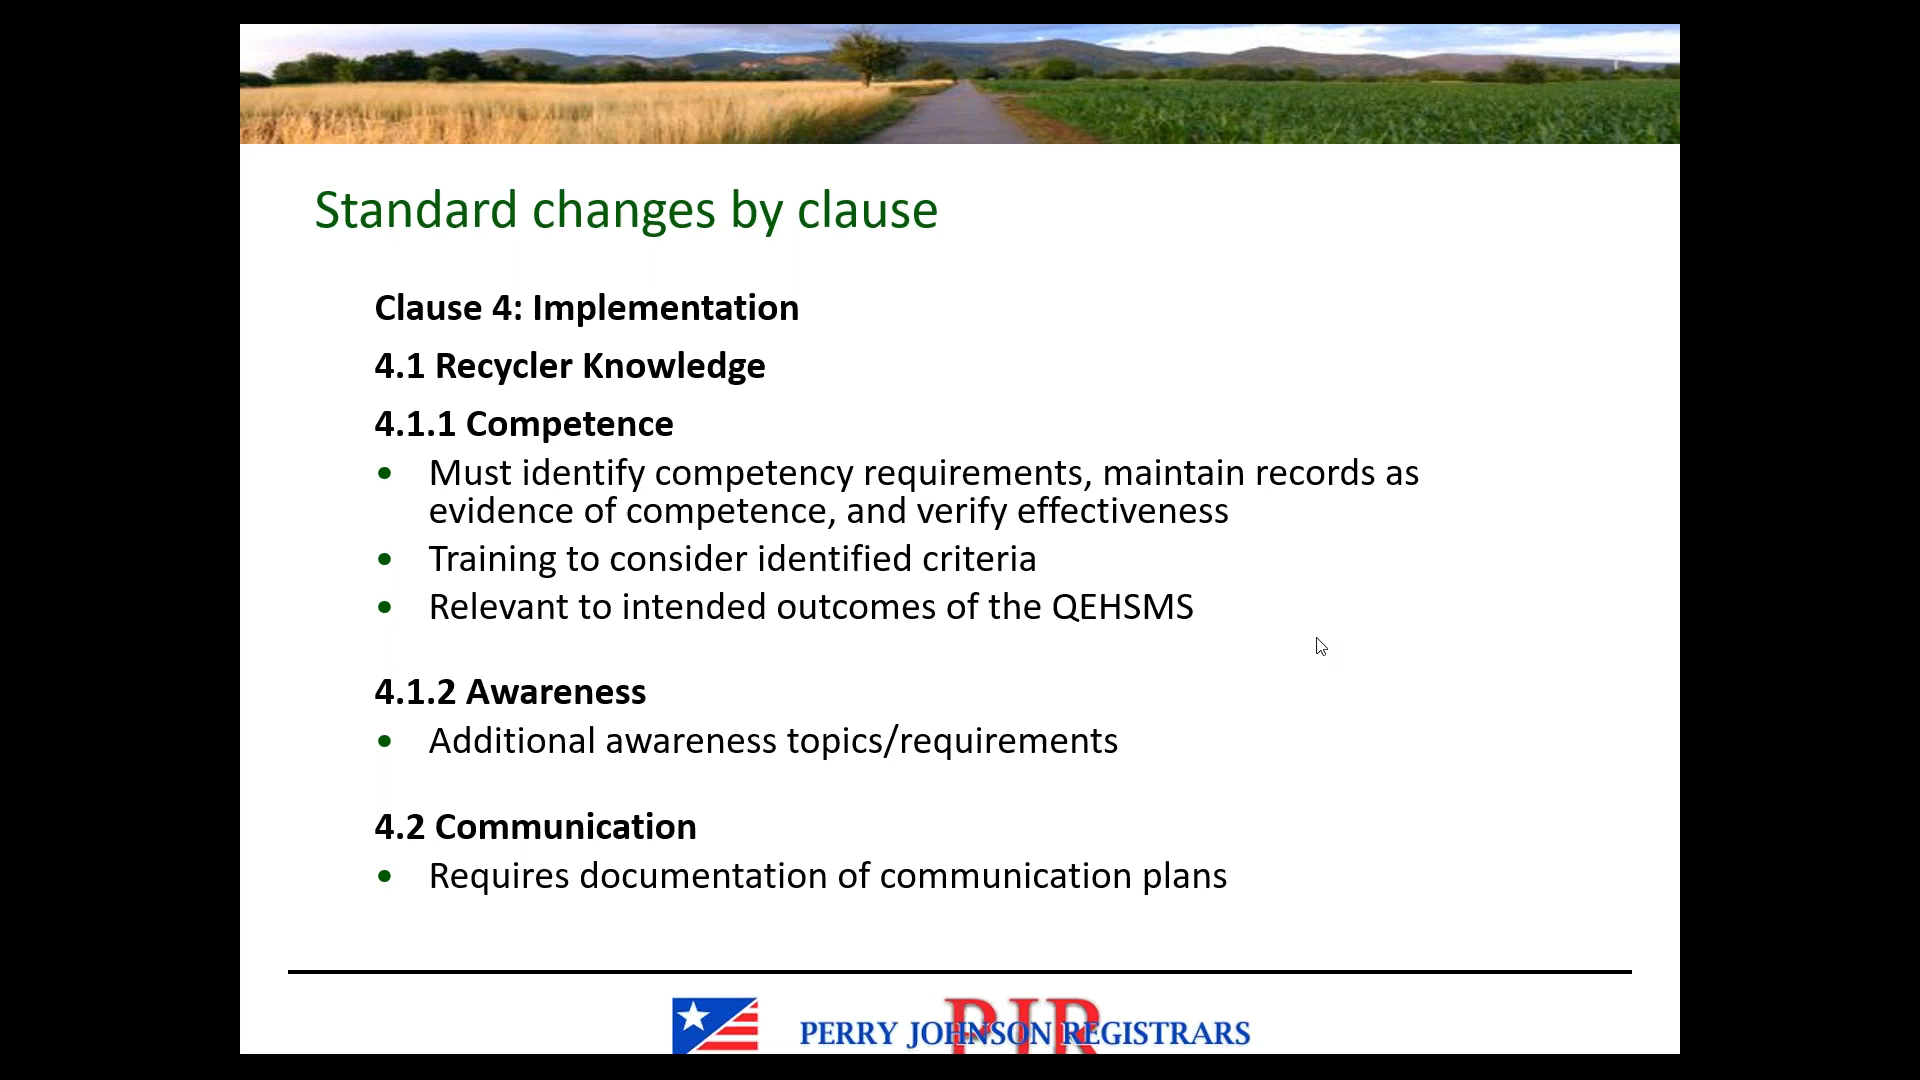 Standard changes by clause
Clause 4: Implementation
4.1 Recycler Knowledge
4.1.1 Competence
• Must identify competency requirements, maintain records as
evidence of competence, and verify effectiveness
• Training to consider identified criteria
• Relevant to intended outcomes of the QEHSMS
4.1.2 Awareness
• Additional awareness topics/requirements
4.2 Communication
• Requires documentation of communication plans
PJR
PERRY JOHNSON REGISTRARS